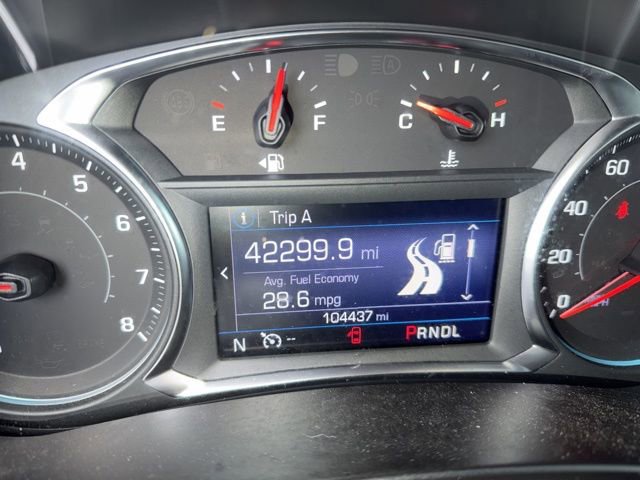 E F
C H
4
5
6
7
8
60
40
20
0
i Trip A
42299.9 mi
Avg. Fuel Economy
28.6 mpg
104437 mi
N -- PRNDL